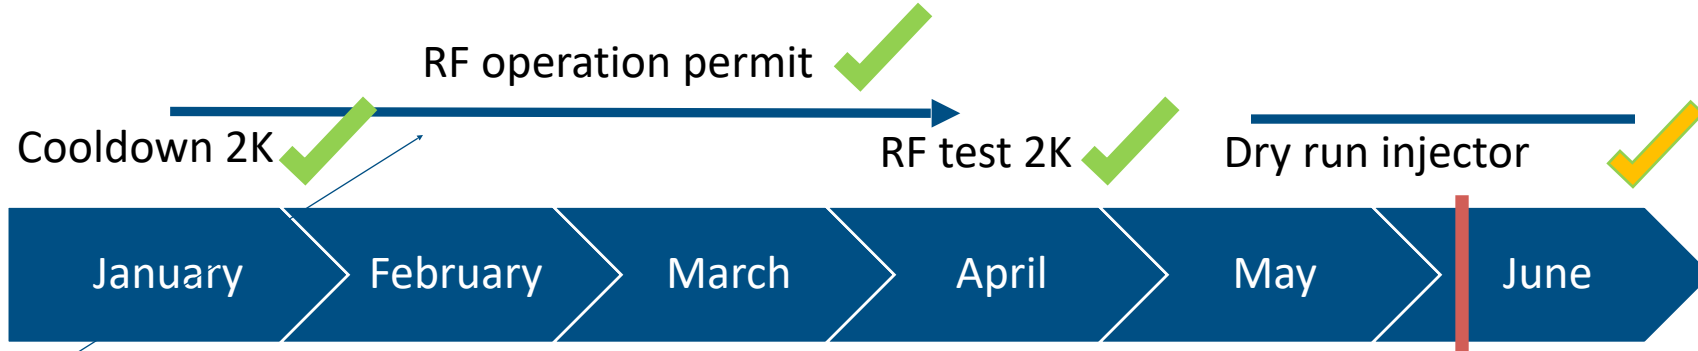 RF operation permit
Cooldown 2K
RF test 2K
Dry run injector
January
February
March
April
May
June